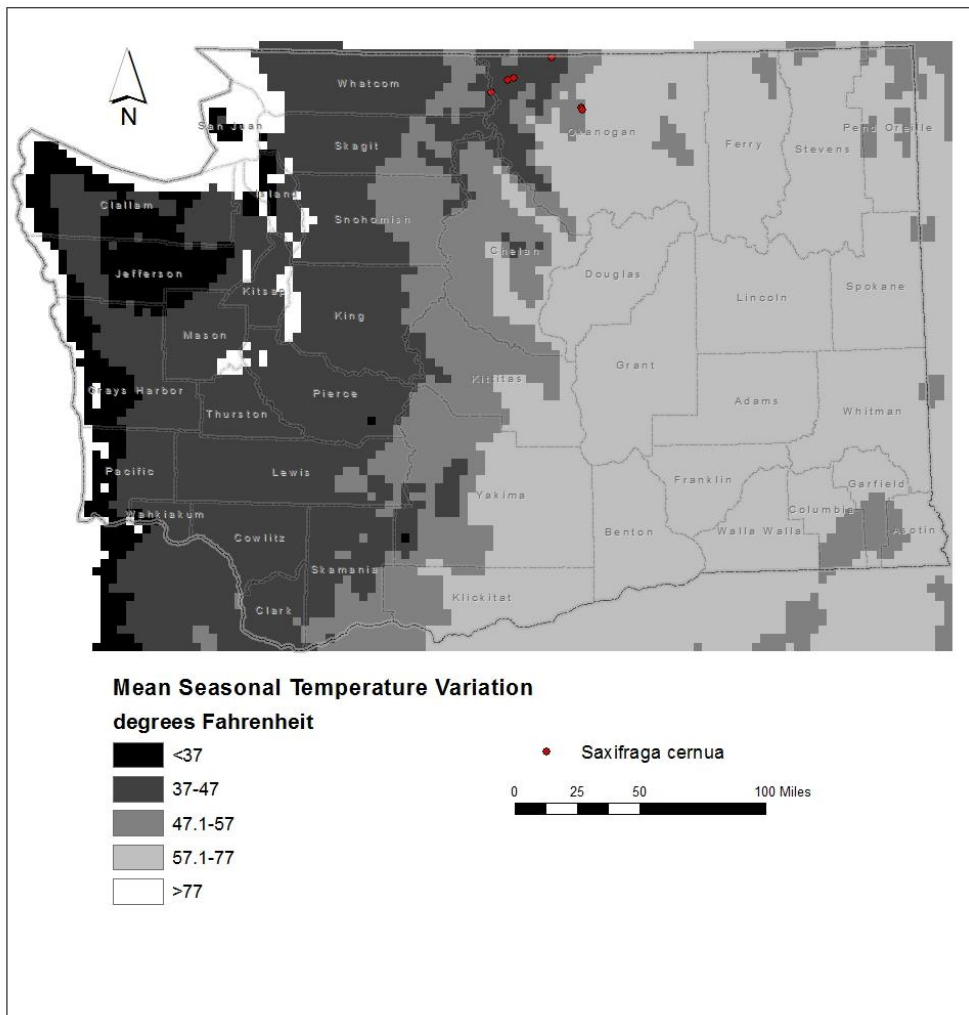 N
San Juan
Whatcom
Skagit
Okanogan
Ferry
Stevens
Pend Oreille
Clallam
Island
Snohomish
Chelan
Jefferson
Kitsap
Douglas
Lincoln
Spokane
King
Mason
Grant
Kittitas
Grays Harbor
Thurston
Pierce
Adams
Whitman
Pacific
Lewis
Yakima
Franklin
Garfield
Wahkiakum
Cowlitz
Benton
Walla Walla
Columbia
Asotin
Skamania
Clark
Klickitat
Mean Seasonal Temperature Variation
degrees Fahrenheit
<37
37-47
47.1-57
57.1-77
>77
Saxifraga cernua
0 25 50 100 Miles